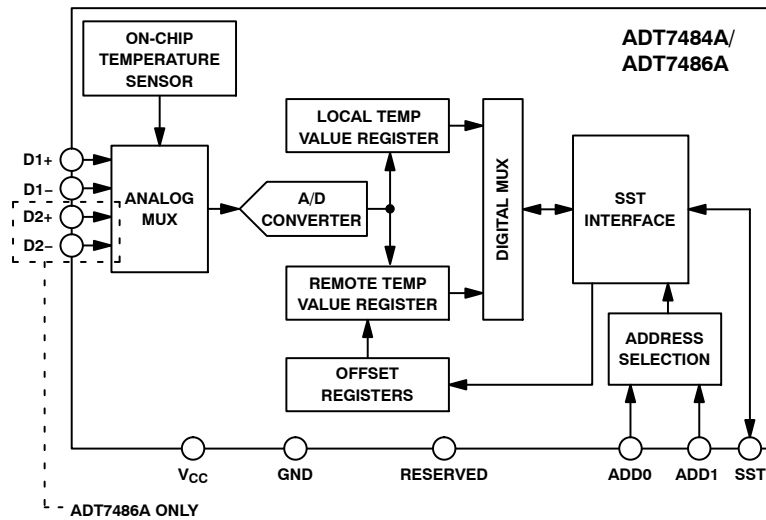 ADT7484A/
ADT7486A
ON-CHIP
TEMPERATURE
SENSOR
LOCAL TEMP
VALUE REGISTER
D1+
D1−
D2+
D2−
ANALOG
MUX
A/D
CONVERTER
DIGITAL MUX
SST
INTERFACE
REMOTE TEMP
VALUE REGISTER
ADDRESS
SELECTION
OFFSET
REGISTERS
VCC
GND
RESERVED
ADD0
ADD1
SST
ADT7486A ONLY